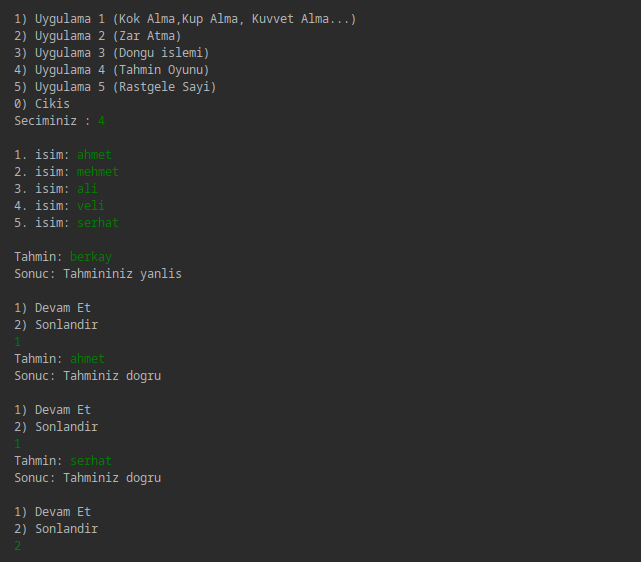 1) Uygulama 1 (Kok Alma,Kup Alma, Kuvvet Alma...)
2) Uygulama 2 (Zar Atma)
3) Uygulama 3 (Dongu islemi)
4) Uygulama 4 (Tahmin Oyunu)
5) Uygulama 5 (Rastgele Sayi)
0) Cikis
Seciminiz : 4
1. isim: ahmet
2. isim: mehmet
3. isim: ali
4. isim: veli
5. isim: serhat
Tahmin: berkay
Sonuc: Tahmininiz yanlis
1) Devam Et
2) Sonlandir
1
Tahmin: ahmet
Sonuc: Tahminiz dogru
1) Devam Et
2) Sonlandir
1
Tahmin: serhat
Sonuc: Tahminiz dogru
1) Devam Et
2) Sonlandir
2